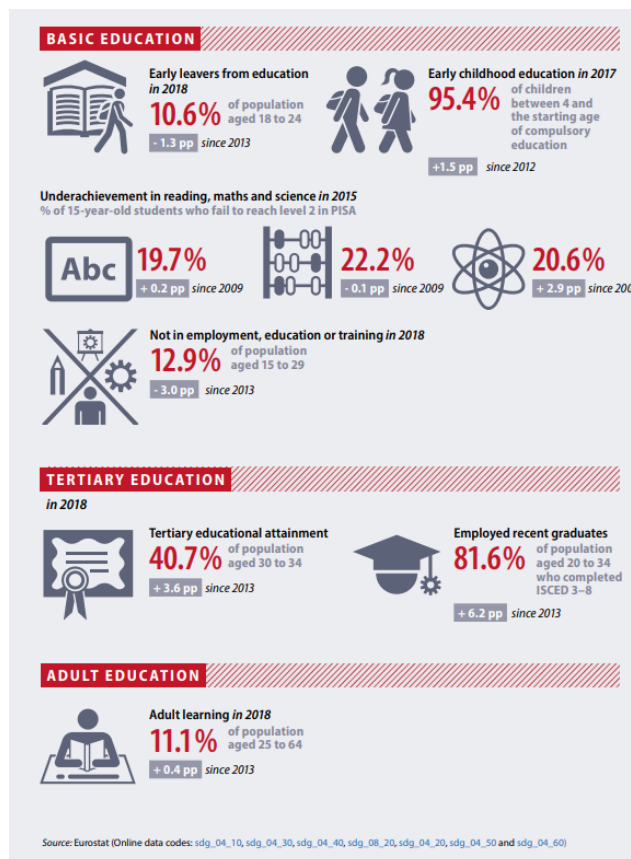 BASIC EDUCATION
Early leavers from education
in 2018
10.6% of population
aged 18 to 24
- 1.3 pp since 2013
Early childhood education in 2017
95.4% of children
between 4 and
the starting age
of compulsory
education
+1.5 pp since 2012
Underachievement in reading, maths and science in 2015
% of 15-year-old students who fail to reach level 2 in PISA
Abc
19.7%
+ 0.2 pp since 2009
22.2%
- 0.1 pp since 2009
20.6%
+ 2.9 pp since 200
Not in employment, education or training in 2018
12.9% of population
aged 15 to 29
- 3.0 pp since 2013
TERTIARY EDUCATION
in 2018
Tertiary educational attainment
40.7% of population
aged 30 to 34
+ 3.6 pp since 2013
Employed recent graduates
81.6% of population
aged 20 to 34
who completed
ISCED 3–8
+ 6.2 pp since 2013
ADULT EDUCATION
Adult learning in 2018
11.1% of population
aged 25 to 64
+ 0.4 pp since 2013
Source: Eurostat (Online data codes: sdg_04_10, sdg_04_30, sdg_04_40, sdg_08_20, sdg_04_20, sdg_04_50 and sdg_04_60)